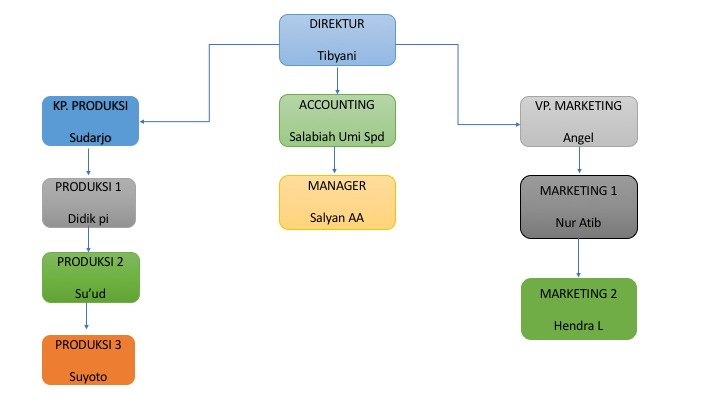 DIREKTUR
Tibyani
KP. PRODUKSI
Sudarjo
ACCOUNTING
Salabiah Umi Spd
VP. MARKETING
Angel
PRODUKSI 1
Didik pi
MANAGER
Salyan AA
MARKETING 1
Nur Atib
PRODUKSI 2
Su’ud
MARKETING 2
Hendra L
PRODUKSI 3
Suyoto